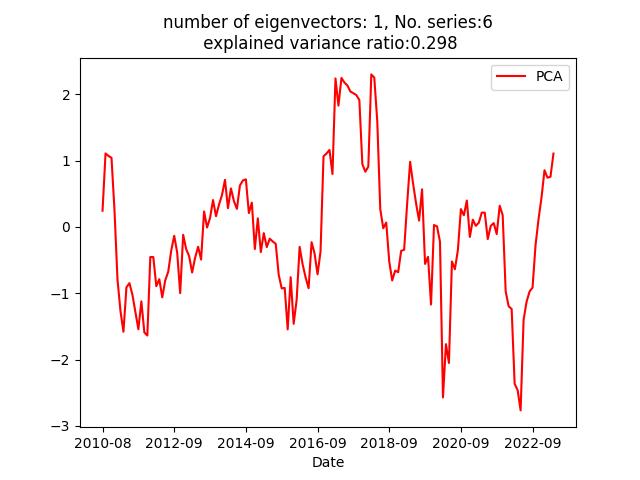 number of eigenvectors: 1, No. series:6
explained variance ratio:0.298
PCA
2
1
0
−1
−2
−3
2010-08 2012-09 2014-09 2016-09 2018-09 2020-09 2022-09
Date